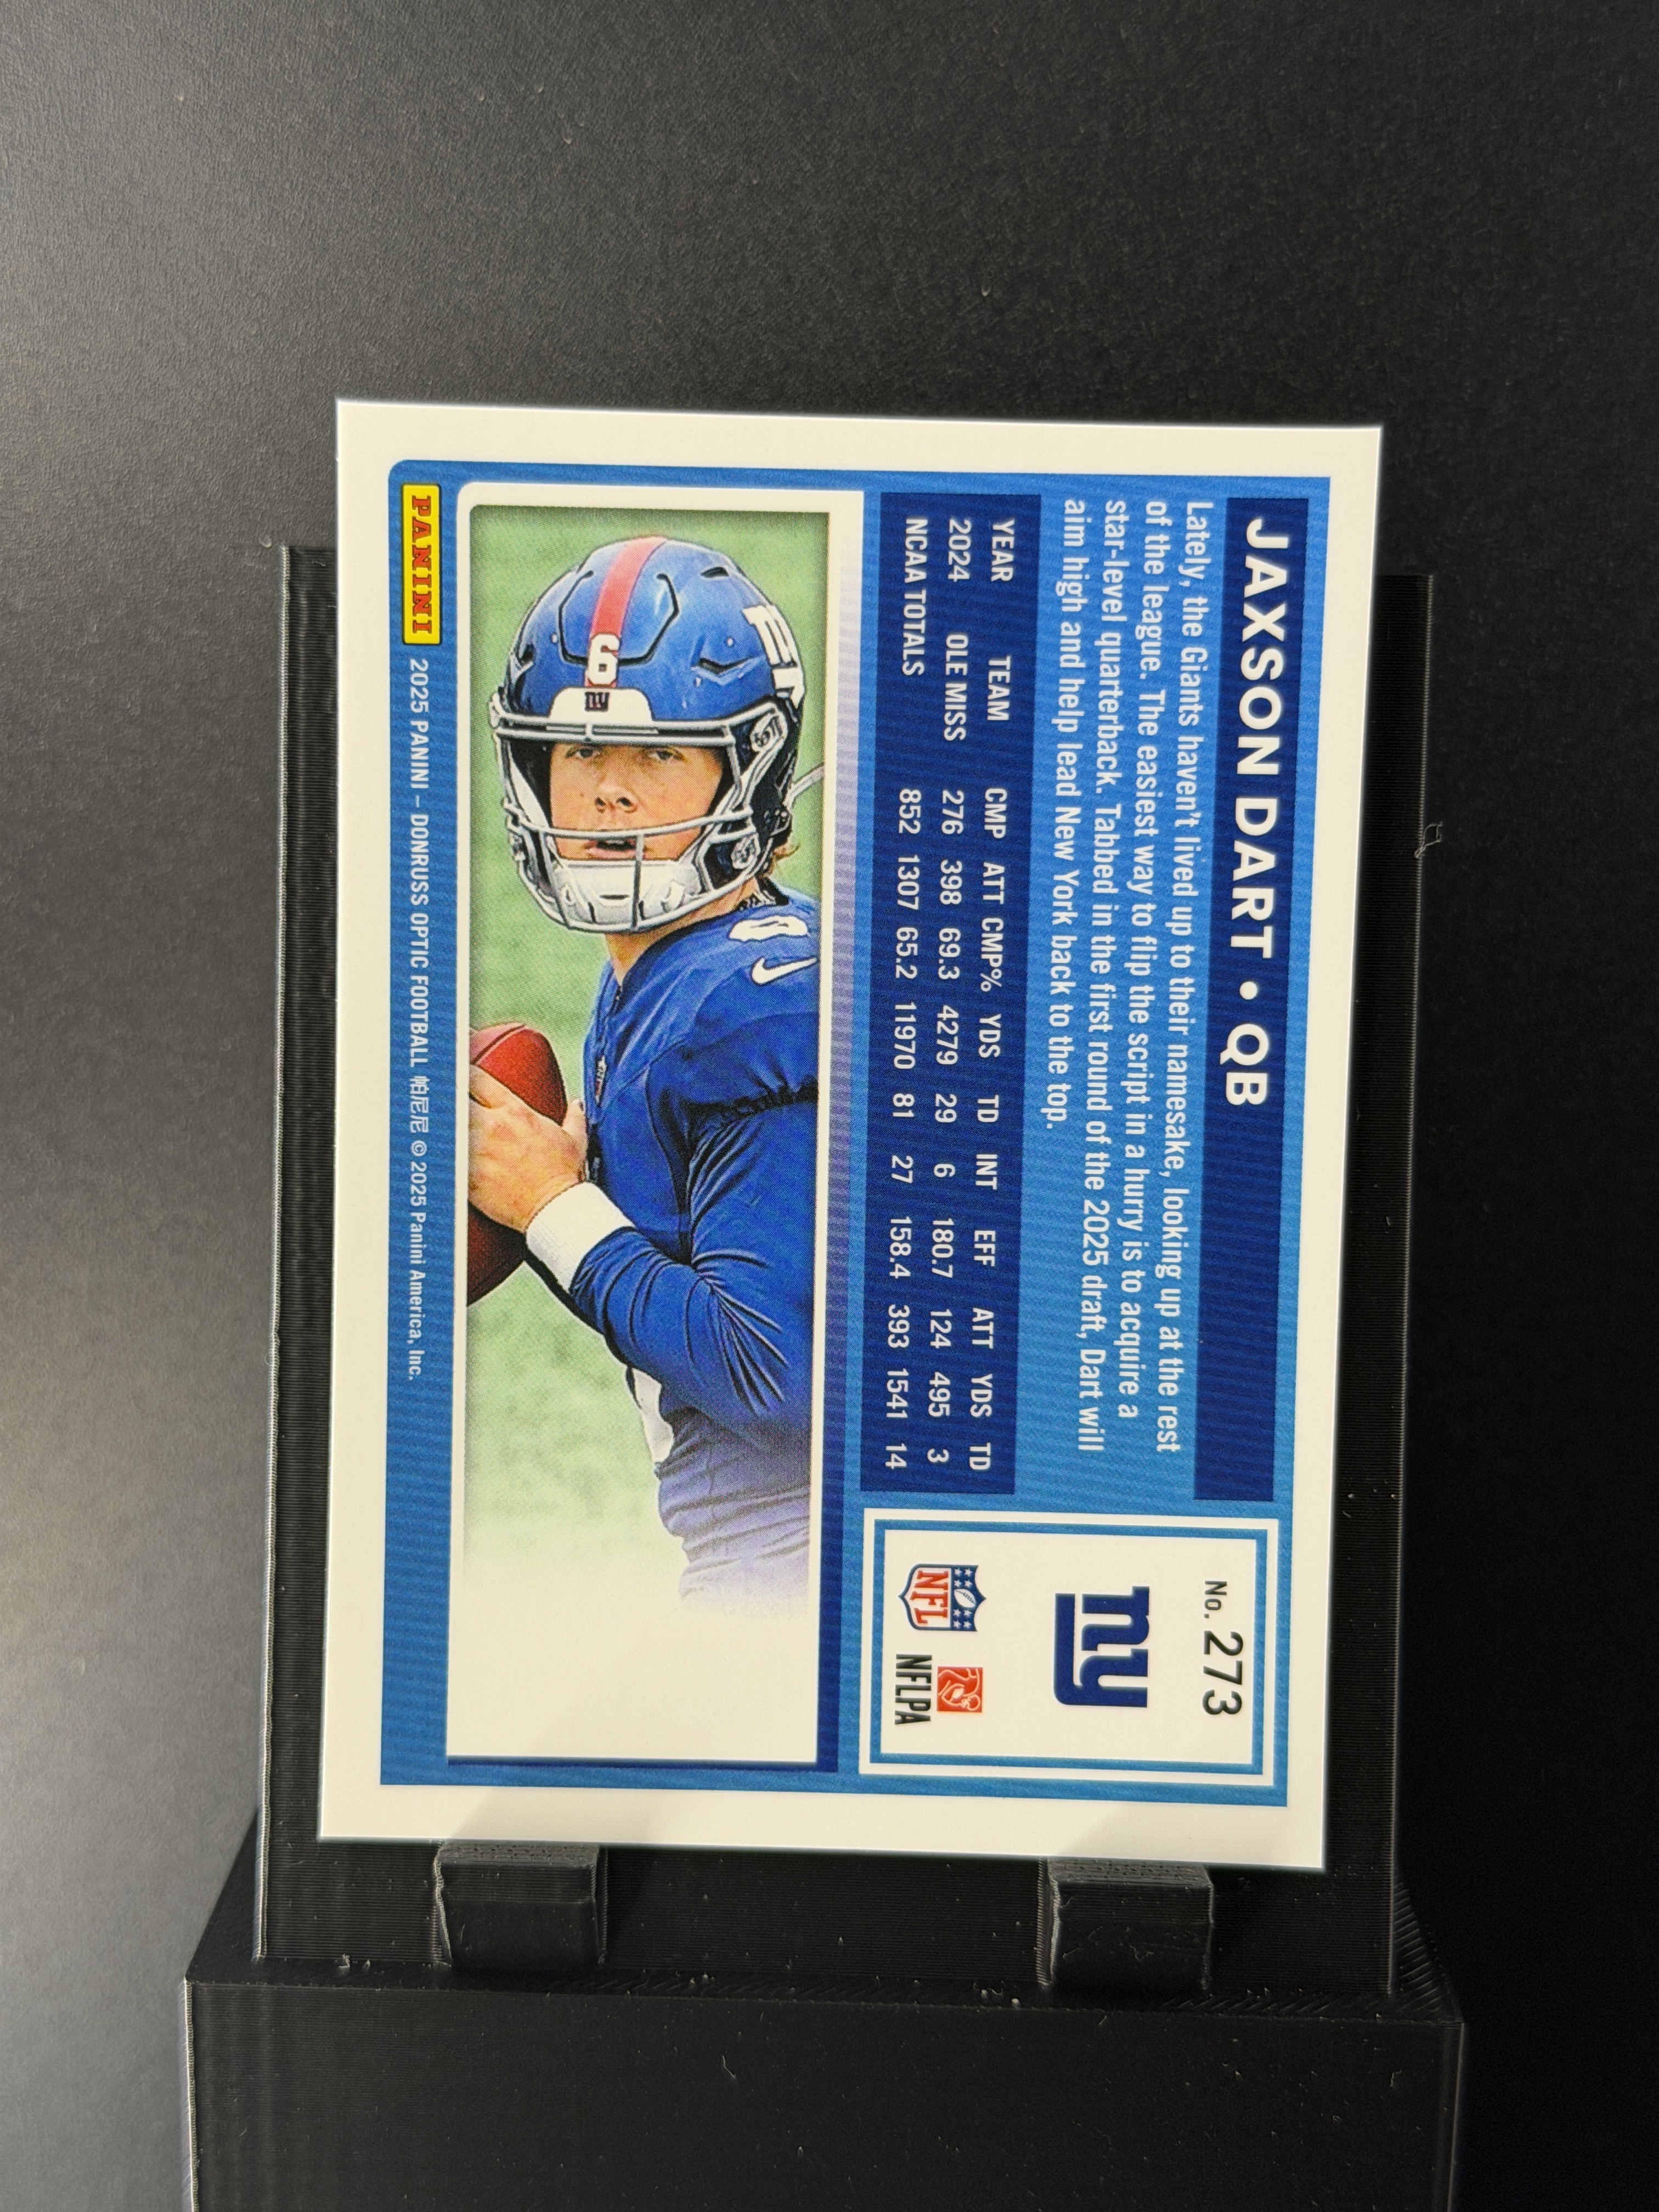 JAXSON DART • QB
Lately, the Giants haven't lived up to their namesake, looking up at the rest
of the league. The easiest way to flip the script in a hurry is to acquire a
star-level quarterback. Tabbed in the first round of the 2025 draft, Dart will
aim high and help lead New York back to the top.
YEAR TEAM CMP ATT CMP% YDS TD INT EFF ATT YDS TD
2024 OLE MISS 276 398 69.3 4279 29 6 180.7 124 495 3
NCAA TOTALS 852 1307 65.2 11970 81 27 158.4 393 1541 14
No. 273
NY
NFL
NFLPA
6
NY
PANINI
2025 PANINI – DONRUSS OPTIC FOOTBALL 帕尼尼 © 2025 Panini America, Inc.